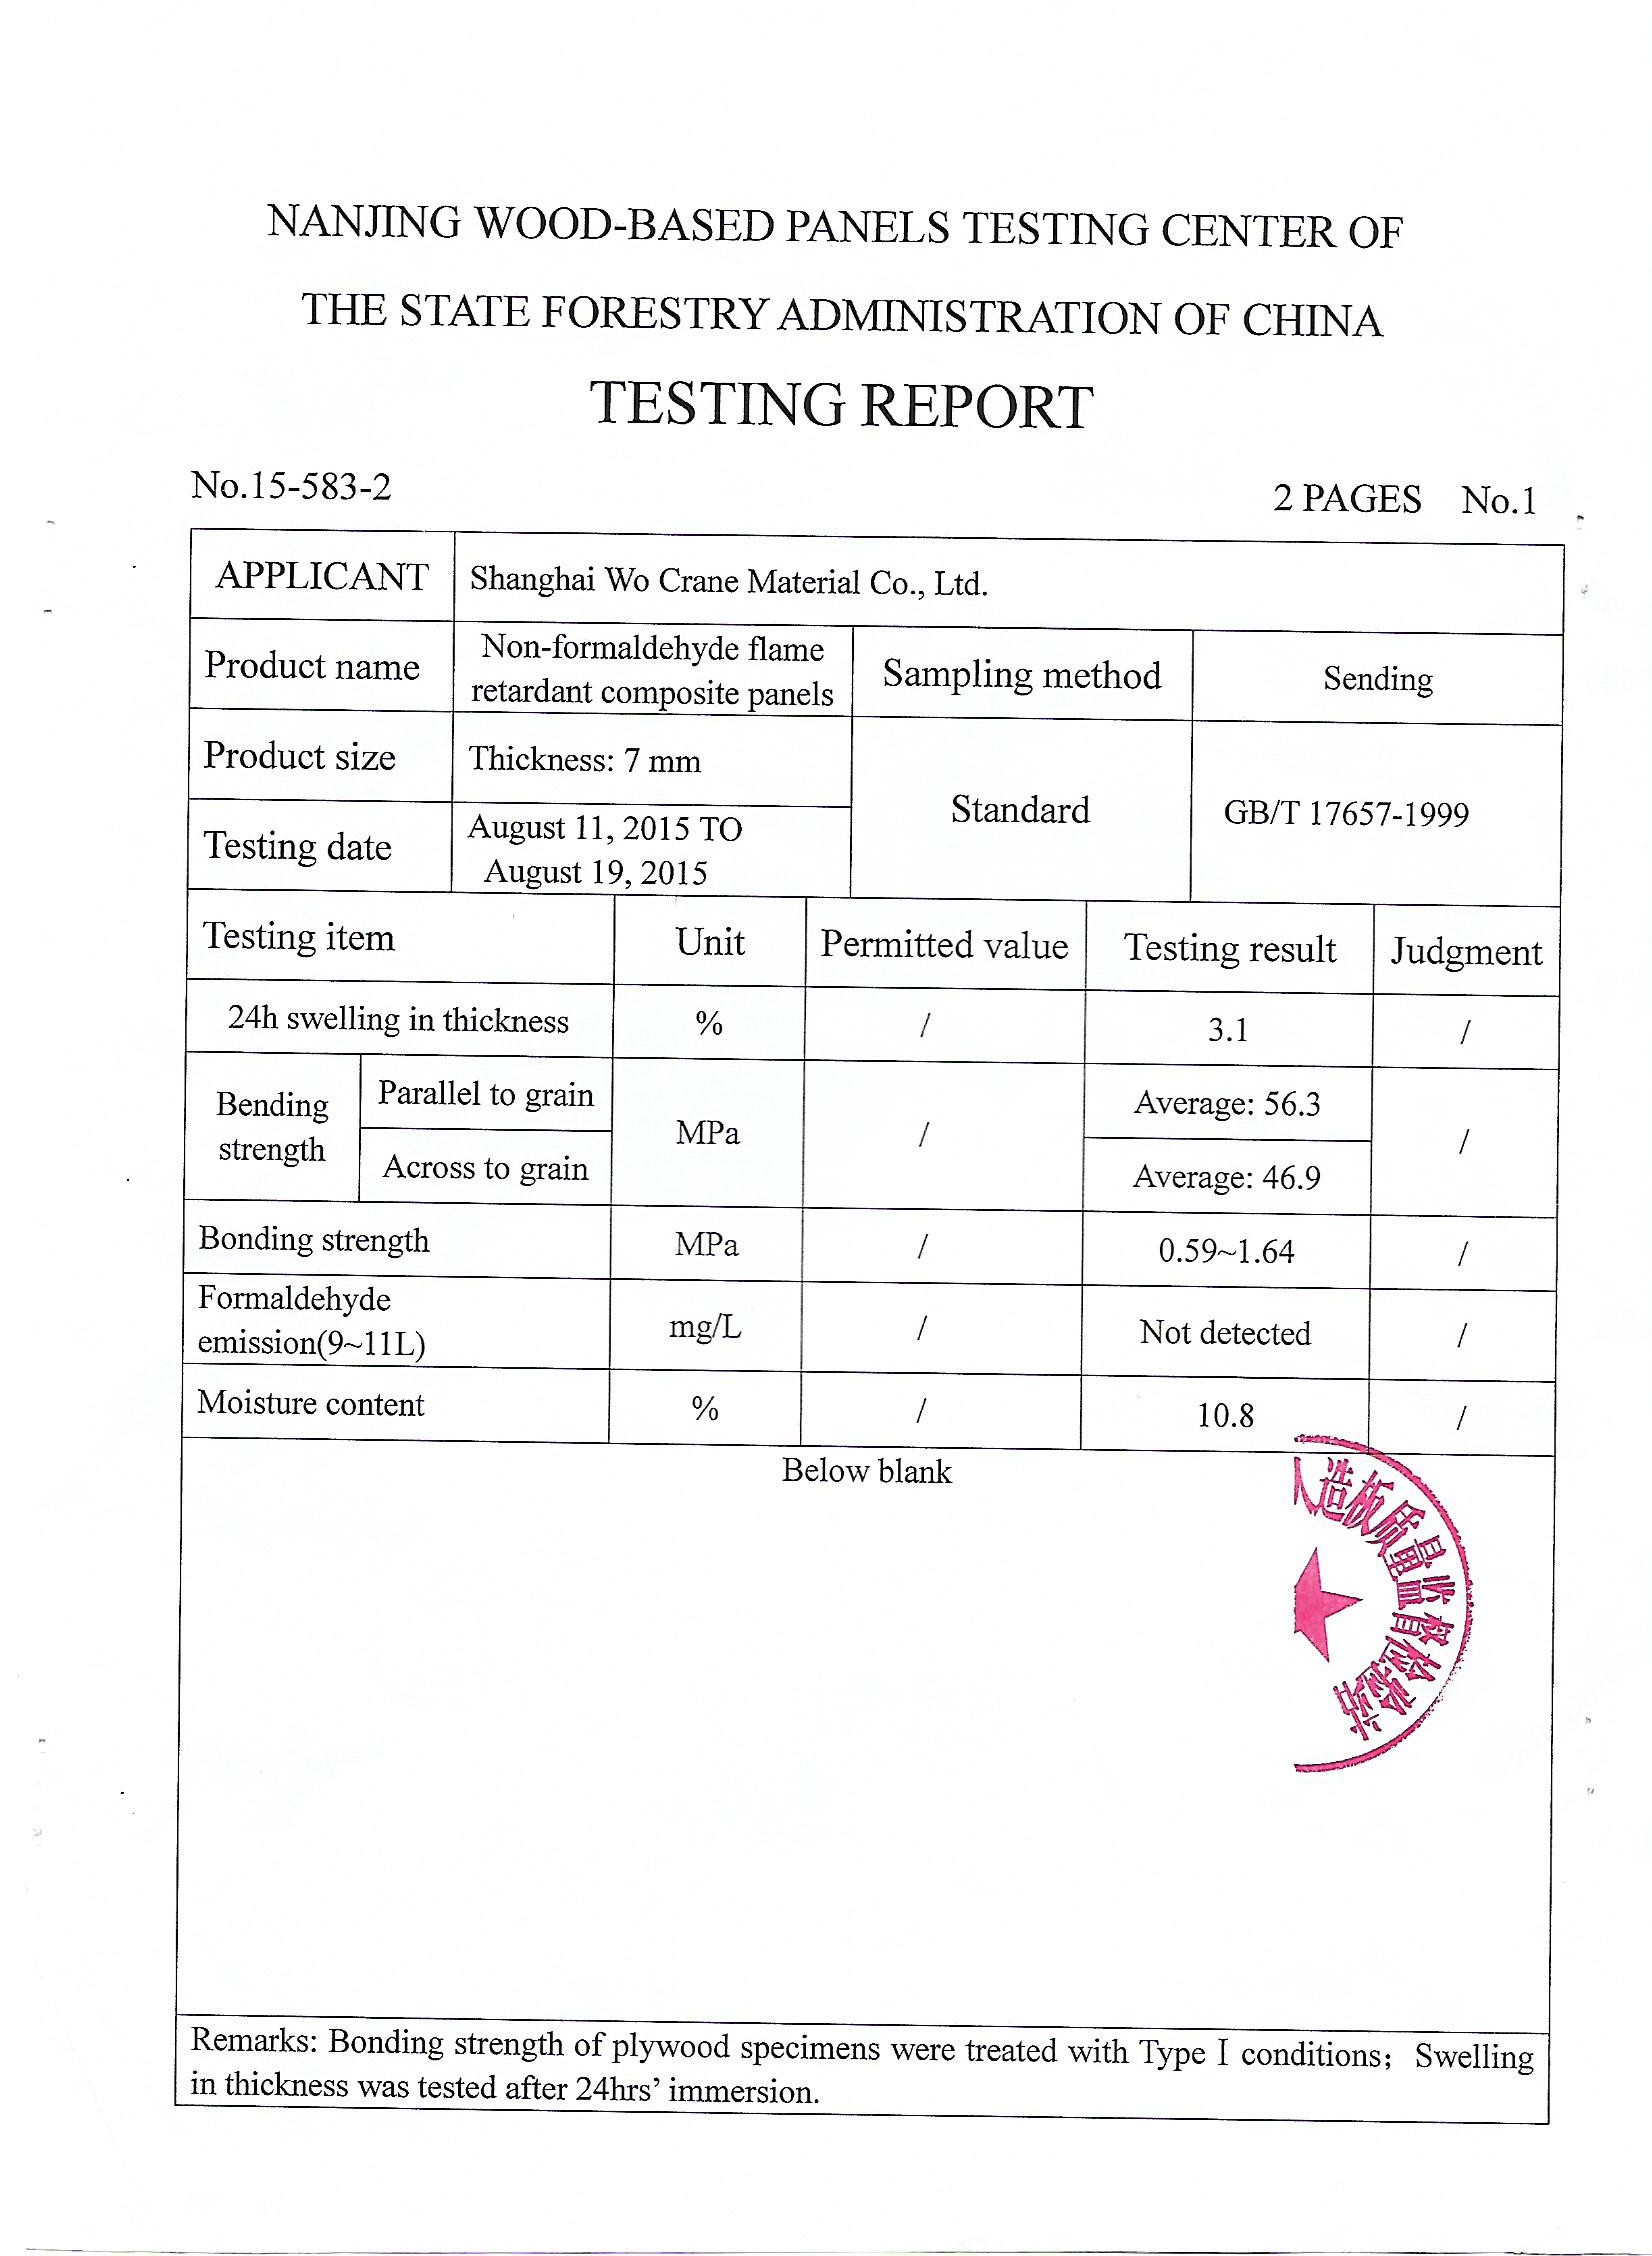 NANJING WOOD-BASED PANELS TESTING CENTER OF
THE STATE FORESTRY ADMINISTRATION OF CHINA
TESTING REPORT
No.15-583-2
2 PAGES No.1
APPLICANT Shanghai Wo Crane Material Co., Ltd.
Product name
Non-formaldehyde flame
retardant composite panels
Sampling method
Sending
Product size
Thickness: 7 mm
Standard
GB/T 17657-1999
Testing date
August 11, 2015 TO
August 19, 2015
Testing item Unit Permitted value Testing result Judgment
24h swelling in thickness % / 3.1 /
Bending
strength
Parallel to grain
Across to grain
MPa
/
Average: 56.3
Average: 46.9
/
Bonding strength MPa / 0.59~1.64 /
Formaldehyde
emission(9~11L)
mg/L / Not detected /
Moisture content % / 10.8 /
Below blank
人造板质量监督检验站
Remarks: Bonding strength of plywood specimens were treated with Type I conditions； Swelling
in thickness was tested after 24hrs' immersion.